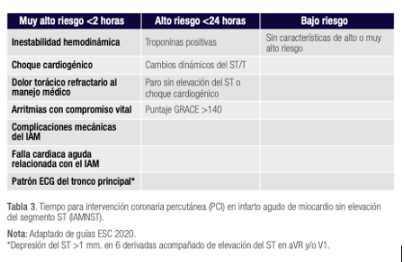 Muy alto riesgo <2 horas
Alto riesgo <24 horas
Bajo riesgo
Inestabilidad hemodinámica
Troponinas positivas
Sin características de alto o muy
alto riesgo
Choque cardiogénico
Cambios dinámicos del ST/T
Dolor torácico refractario al
manejo médico
Paro sin elevación del ST o
choque cardiogénico
Arritmias con compromiso vital
Puntaje GRACE >140
Complicaciones mecánicas
del IAM
Falla cardiaca aguda
relacionada con el IAM
Patrón ECG del tronco principal*
Tabla 3. Tiempo para intervención coronaria percutánea (PCI) en infarto agudo de miocardio sin elevación
del segmento ST (IAMNST).
Nota: Adaptado de guías ESC 2020.
*Depresión del ST >1 mm. en 6 derivadas acompañado de elevación del ST en aVR y/o V1.